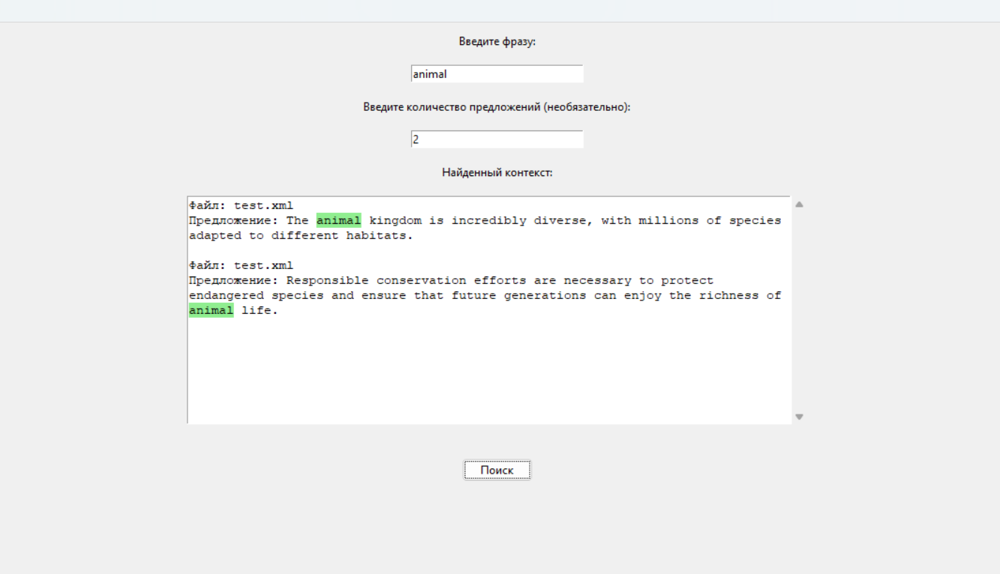 Введите фразу:
animal
Введите количество предложений (необязательно):
2
Найденный контекст:
Файл: test.xml
Предложение: The animal kingdom is incredibly diverse, with millions of species
adapted to different habitats.
Файл: test.xml
Предложение: Responsible conservation efforts are necessary to protect
endangered species and ensure that future generations can enjoy the richness of
animal life.
Поиск